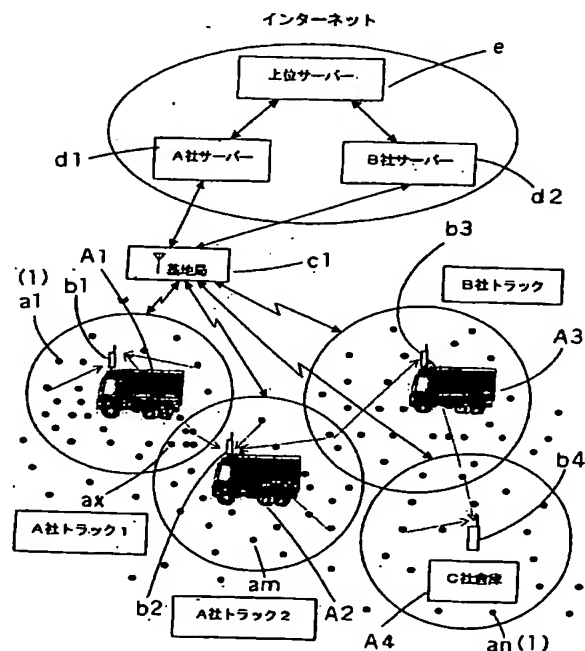 インターネット
e
上位サーバー
d1
A社サーバー
B社サーバー
d2
基地局
c1
b3
A1
(1)
a1
b1
B社トラック
A3
b4
ax
A社トラック1
am
b2
A社トラック2
A2
C社倉庫
A4
an(1)